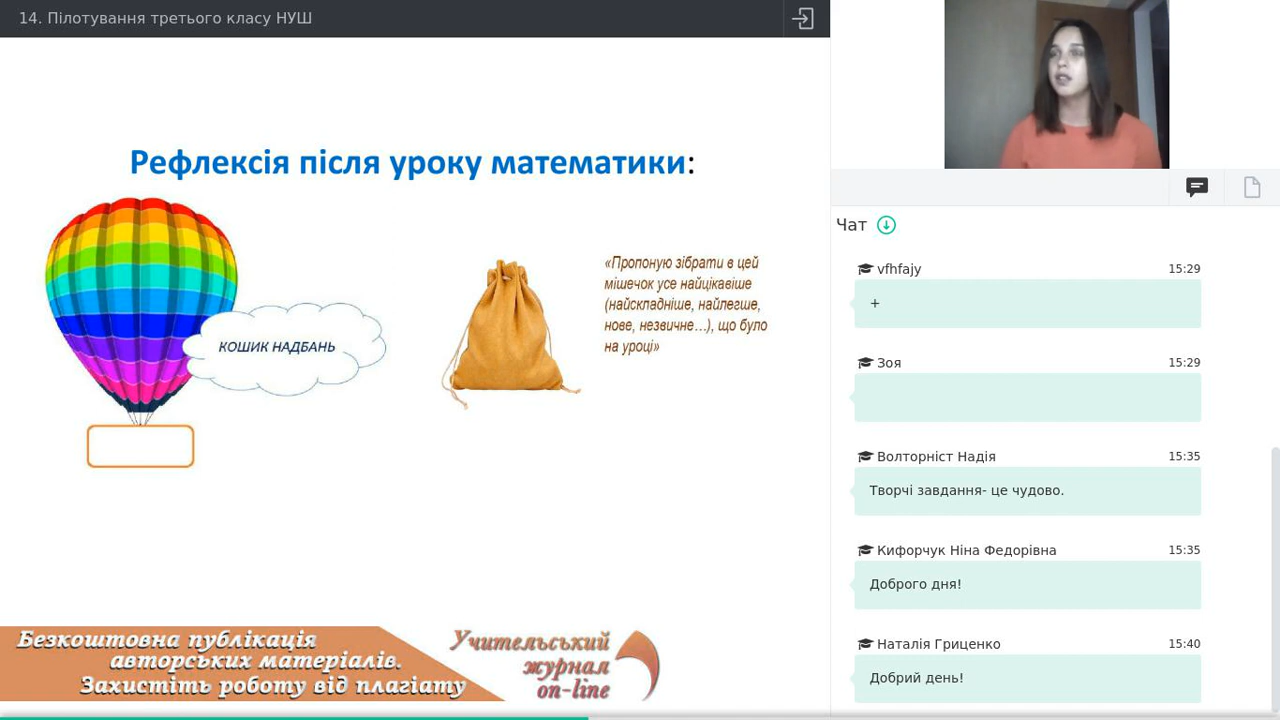 14. Пілотування третього класу НУШ
Рефлексія після уроку математики:
КОШИК НАДБАНЬ
«Пропоную зібрати в цей
мішечок усе найцікавіше
(найскладніше, найлегше,
нове, незвичне...), що було
на уроці»
Безкоштовна публікація
авторських матеріалів.
Захистіть роботу від плагіату
Учительський
журнал
on-line
Чат
vfhfajy 15:29
+
Зоя 15:29
Волторніст Надія 15:35
Творчі завдання- це чудово.
Кифорчук Ніна Федорівна 15:35
Доброго дня!
Наталія Гриценко 15:40
Добрий день!